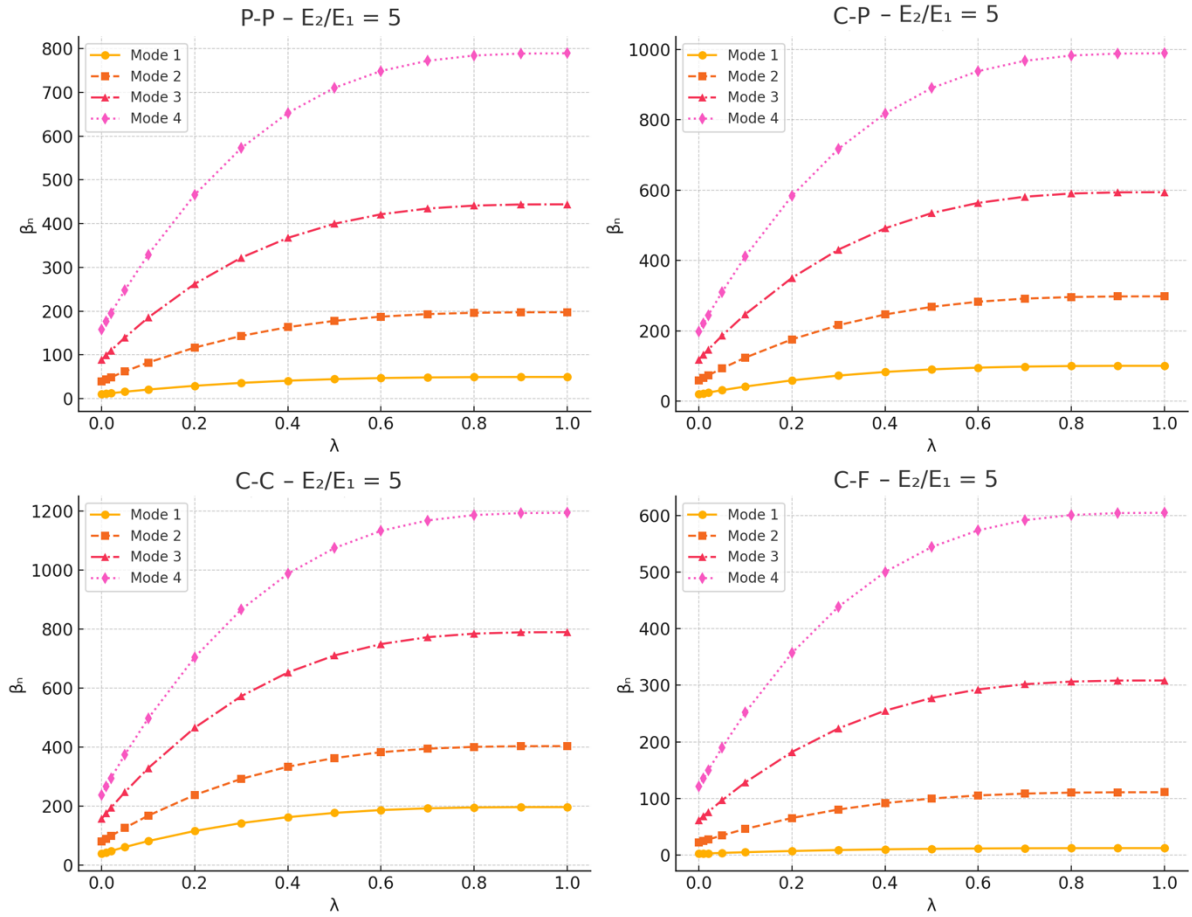 P-P – E₂/E₁ = 5
βₙ
800
700
600
500
400
300
200
100
0
Mode 1
Mode 2
Mode 3
Mode 4
0.0 0.2 0.4 0.6 0.8 1.0
λ
C-P – E₂/E₁ = 5
βₙ
1000
800
600
400
200
0
Mode 1
Mode 2
Mode 3
Mode 4
0.0 0.2 0.4 0.6 0.8 1.0
λ
C-C – E₂/E₁ = 5
βₙ
1200
1000
800
600
400
200
0
Mode 1
Mode 2
Mode 3
Mode 4
0.0 0.2 0.4 0.6 0.8 1.0
λ
C-F – E₂/E₁ = 5
βₙ
600
500
400
300
200
100
0
Mode 1
Mode 2
Mode 3
Mode 4
0.0 0.2 0.4 0.6 0.8 1.0
λ